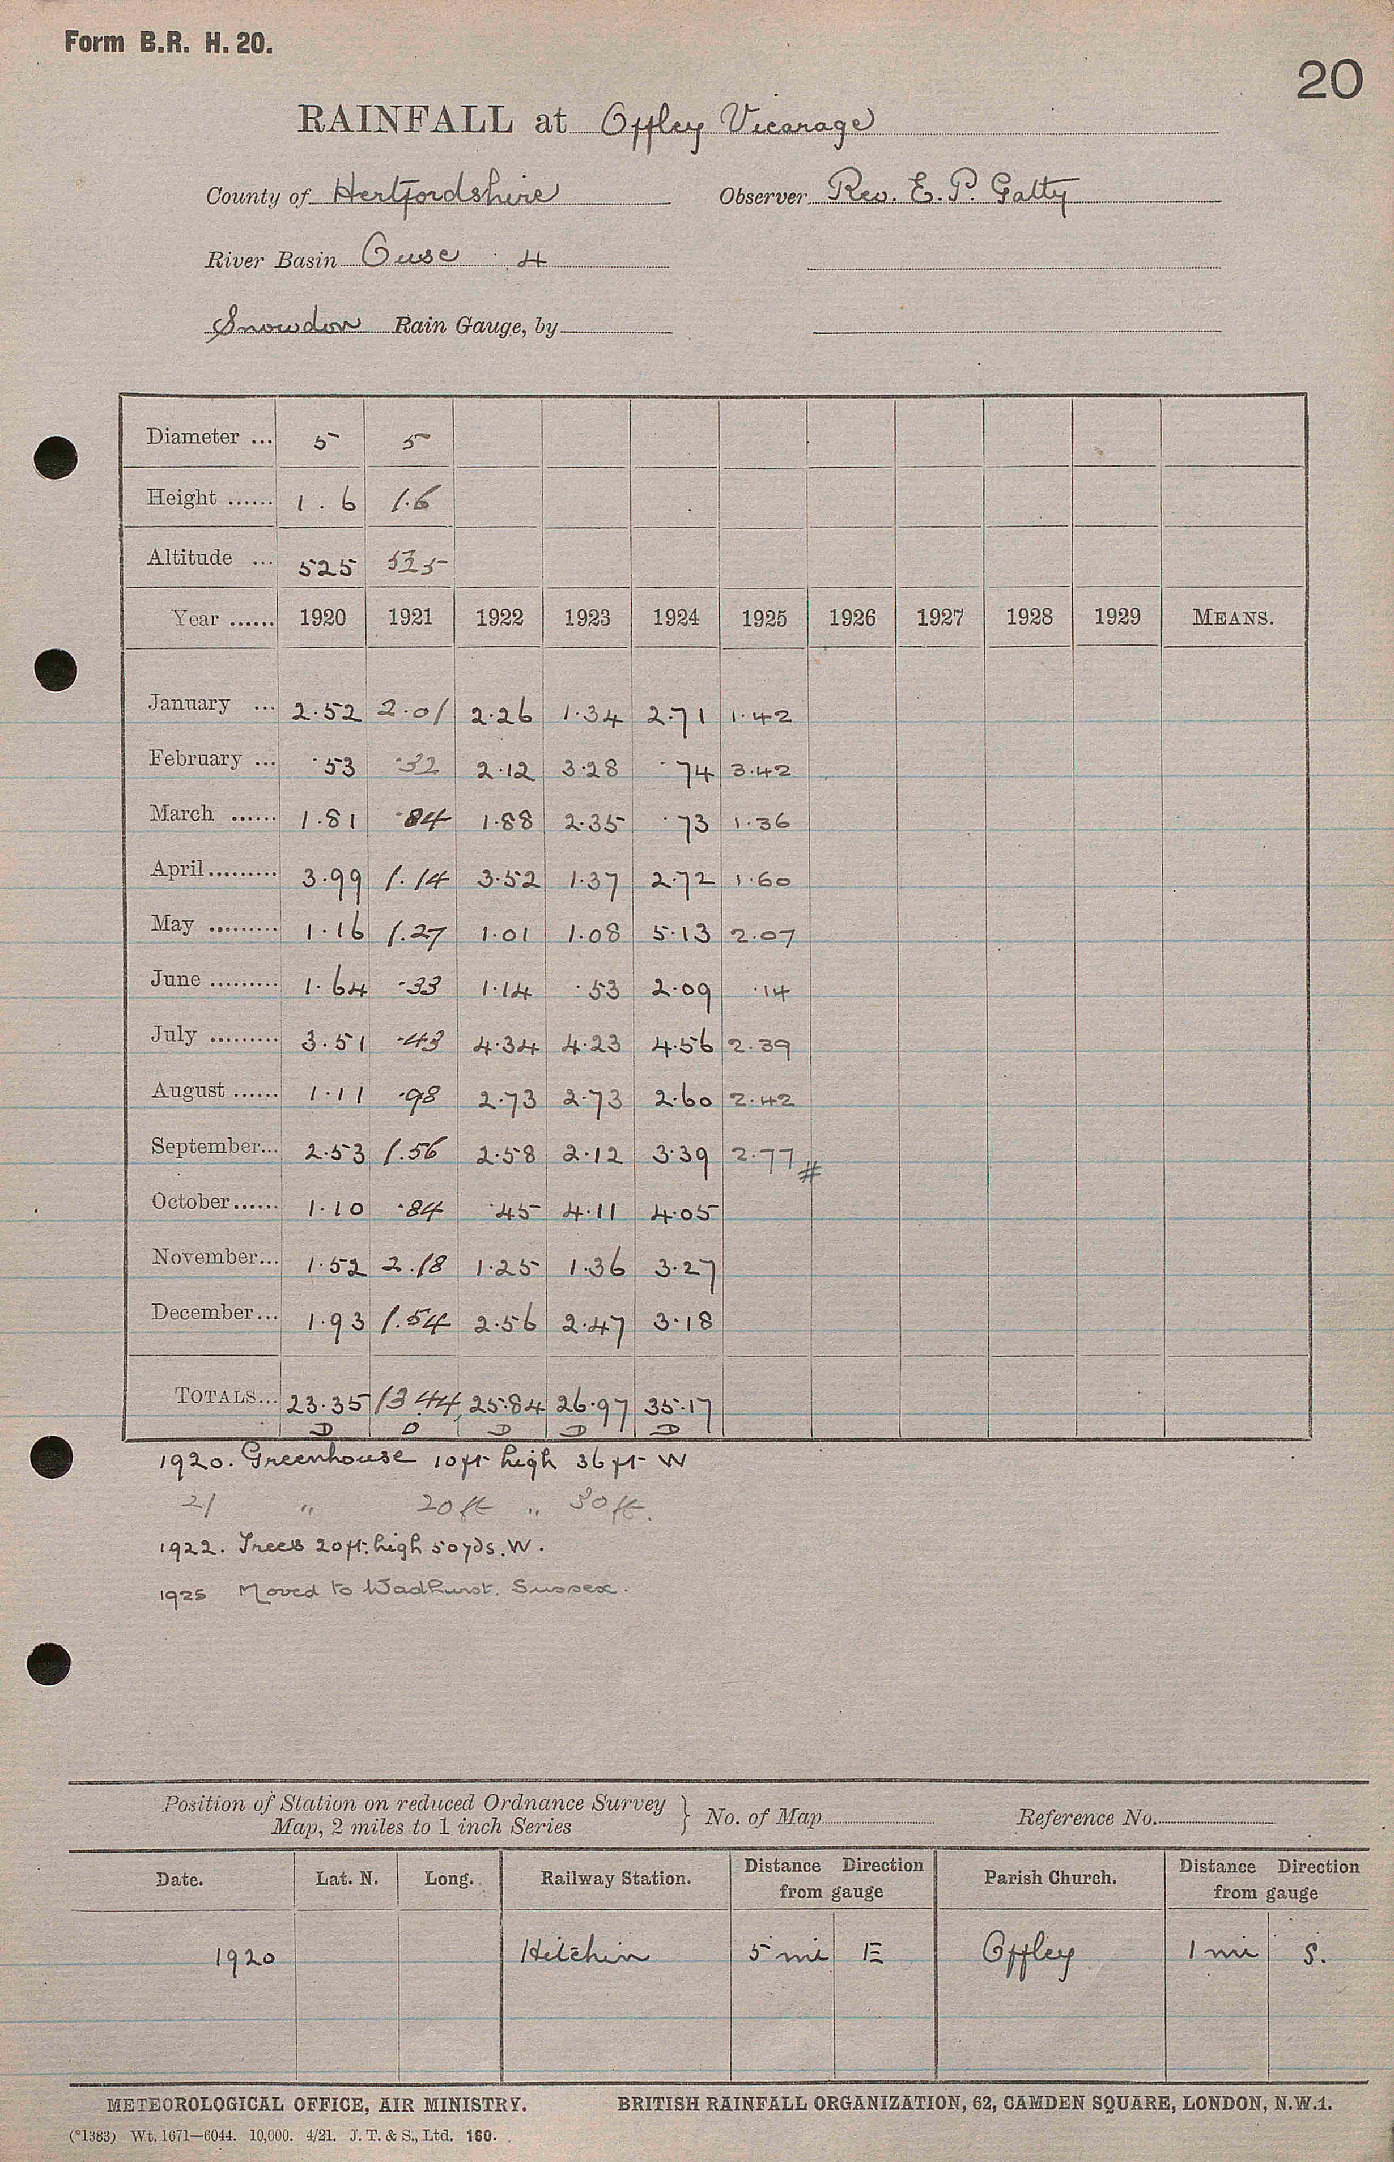 Form B.R. H. 20.
20
RAINFALL at Offley Vicarage
County of Hertfordshire Observer Rev. E. P. Gatty
River Basin Ouse 4
Snowdon Rain Gauge, by
Diameter ... 5 5
Height ...... 1.6 1.6
Altitude ... 525 525
Year ...... 1920 1921 1922 1923 1924 1925 1926 1927 1928 1929 MEANS.
January ... 2.52 2.01 2.26 1.34 2.71 1.42
February ... .53 .32 2.12 3.28 .74 3.42
March ...... 1.81 .84 1.88 2.35 .73 1.36
April ......... 3.99 1.14 3.52 1.37 2.72 1.60
May ......... 1.16 1.27 1.01 1.08 5.13 2.07
June ......... 1.64 .33 1.14 .53 2.09 .14
July ......... 3.51 .43 4.34 4.23 4.56 2.39
August ...... 1.11 .98 2.73 2.73 2.60 2.42
September... 2.53 1.56 2.58 2.12 3.39 2.77 #
October...... 1.10 .84 .45 4.11 4.05
November... 1.52 2.18 1.25 1.36 3.27
December... 1.93 1.54 2.56 2.47 3.18
TOTALS... 23.35 13.44 25.84 26.97 35.17
D D D D D
1920. Greenhouse 10ft high 36ft W
21 " 20ft " 30ft.
1922. Trees 20ft. high 50yds. W.
1925 Moved to Wadhurst. Sussex.
Position of Station on reduced Ordnance Survey
Map, 2 miles to 1 inch Series } No. of Map Reference No.
Date. Lat. N. Long. Railway Station. Distance Direction from gauge Parish Church. Distance Direction from gauge
1920 Hitchin 5 mi E Offley 1 mi S.
METEOROLOGICAL OFFICE, AIR MINISTRY. BRITISH RAINFALL ORGANIZATION, 62, CAMDEN SQUARE, LONDON, N.W.1.
(*1383) Wt. 1671—6044. 10,000. 4/21. J. T. & S., Ltd. 160.